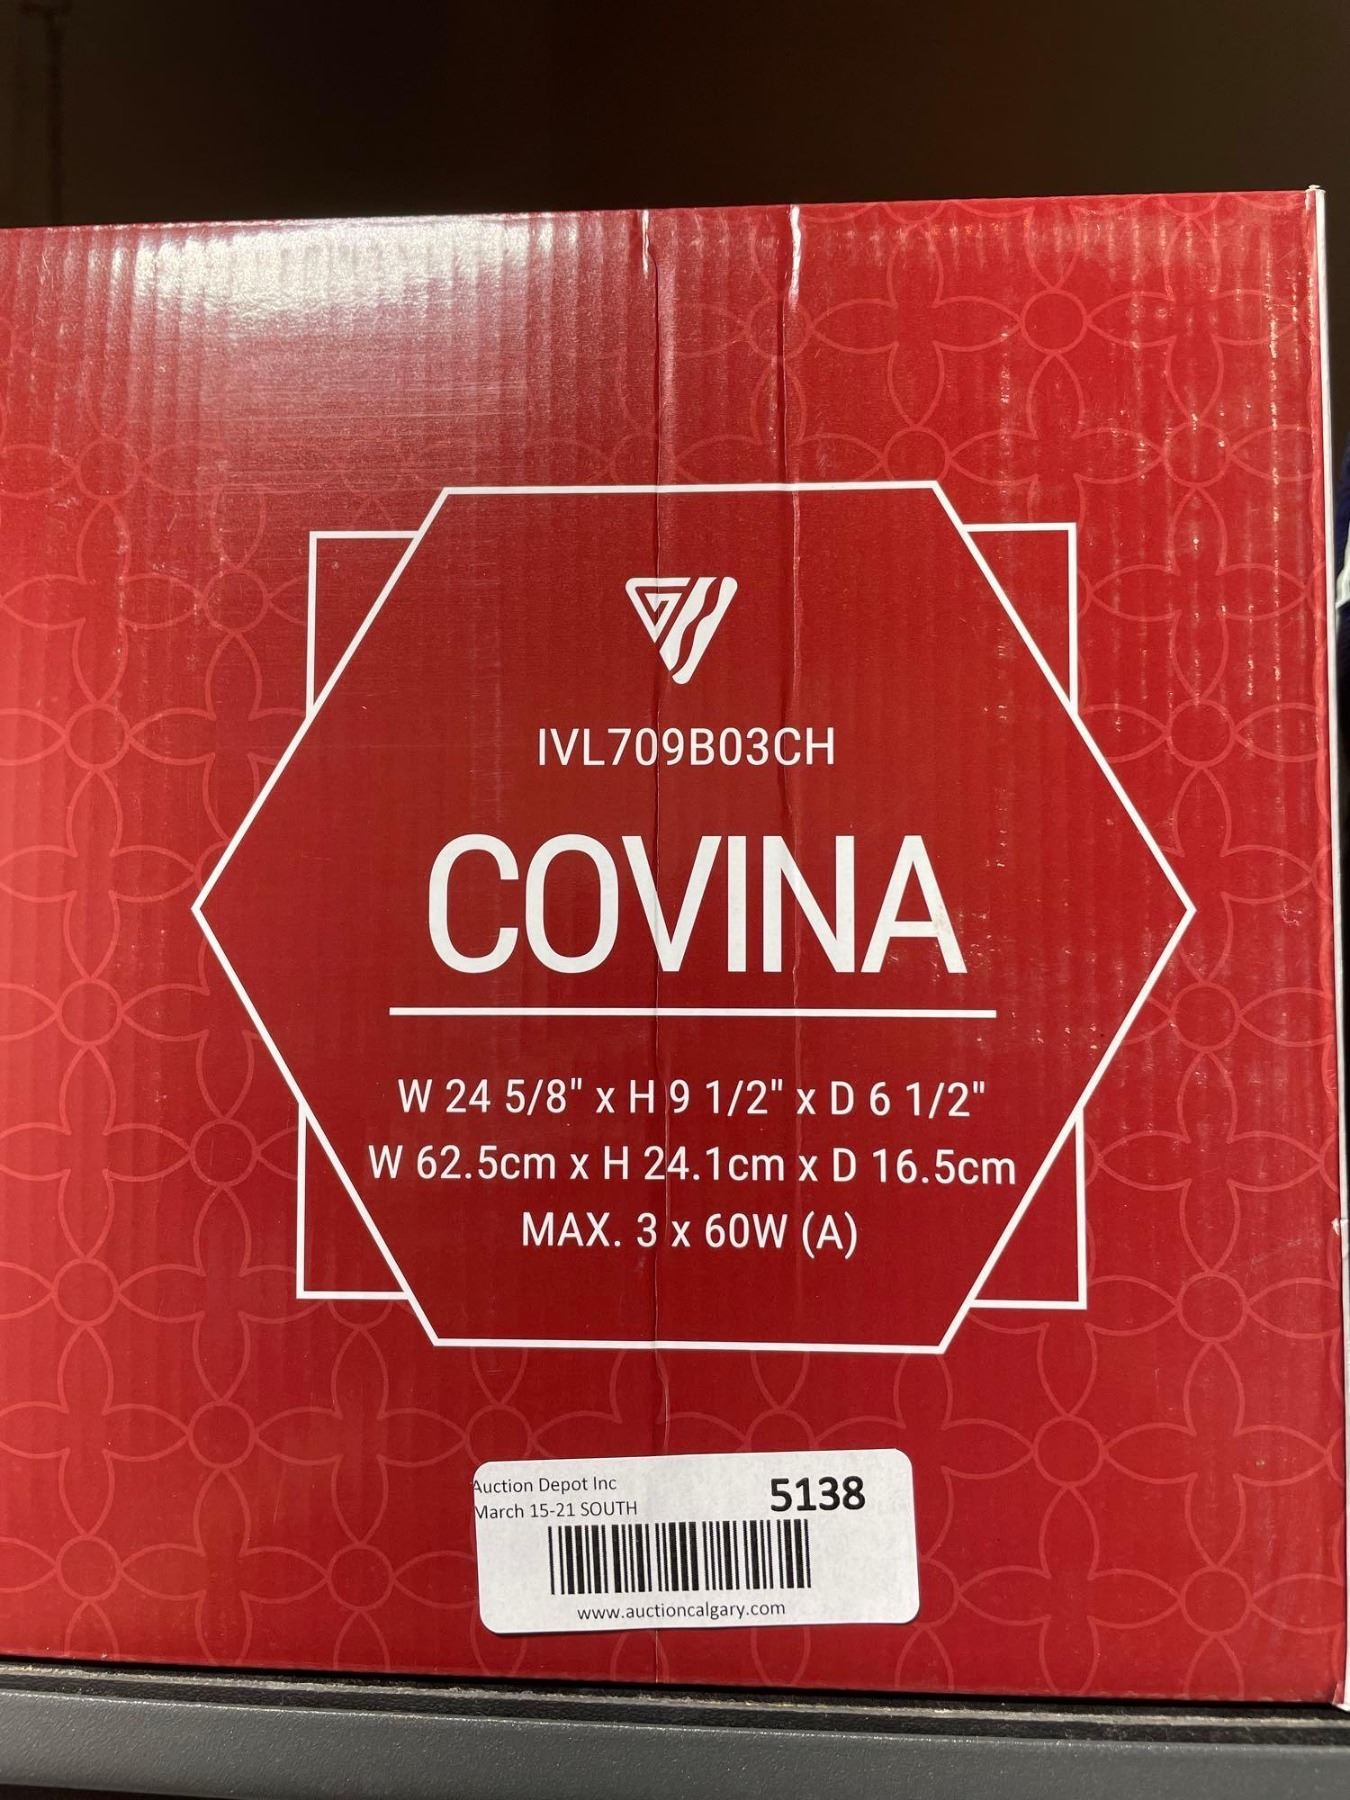 IVL709B03CH
COVINA
W 24 5/8" x H 9 1/2" x D 6 1/2"
W 62.5cm x H 24.1cm x D 16.5cm
MAX. 3 x 60W (A)
Auction Depot Inc
March 15-21 SOUTH
5138
www.auctioncalgary.com